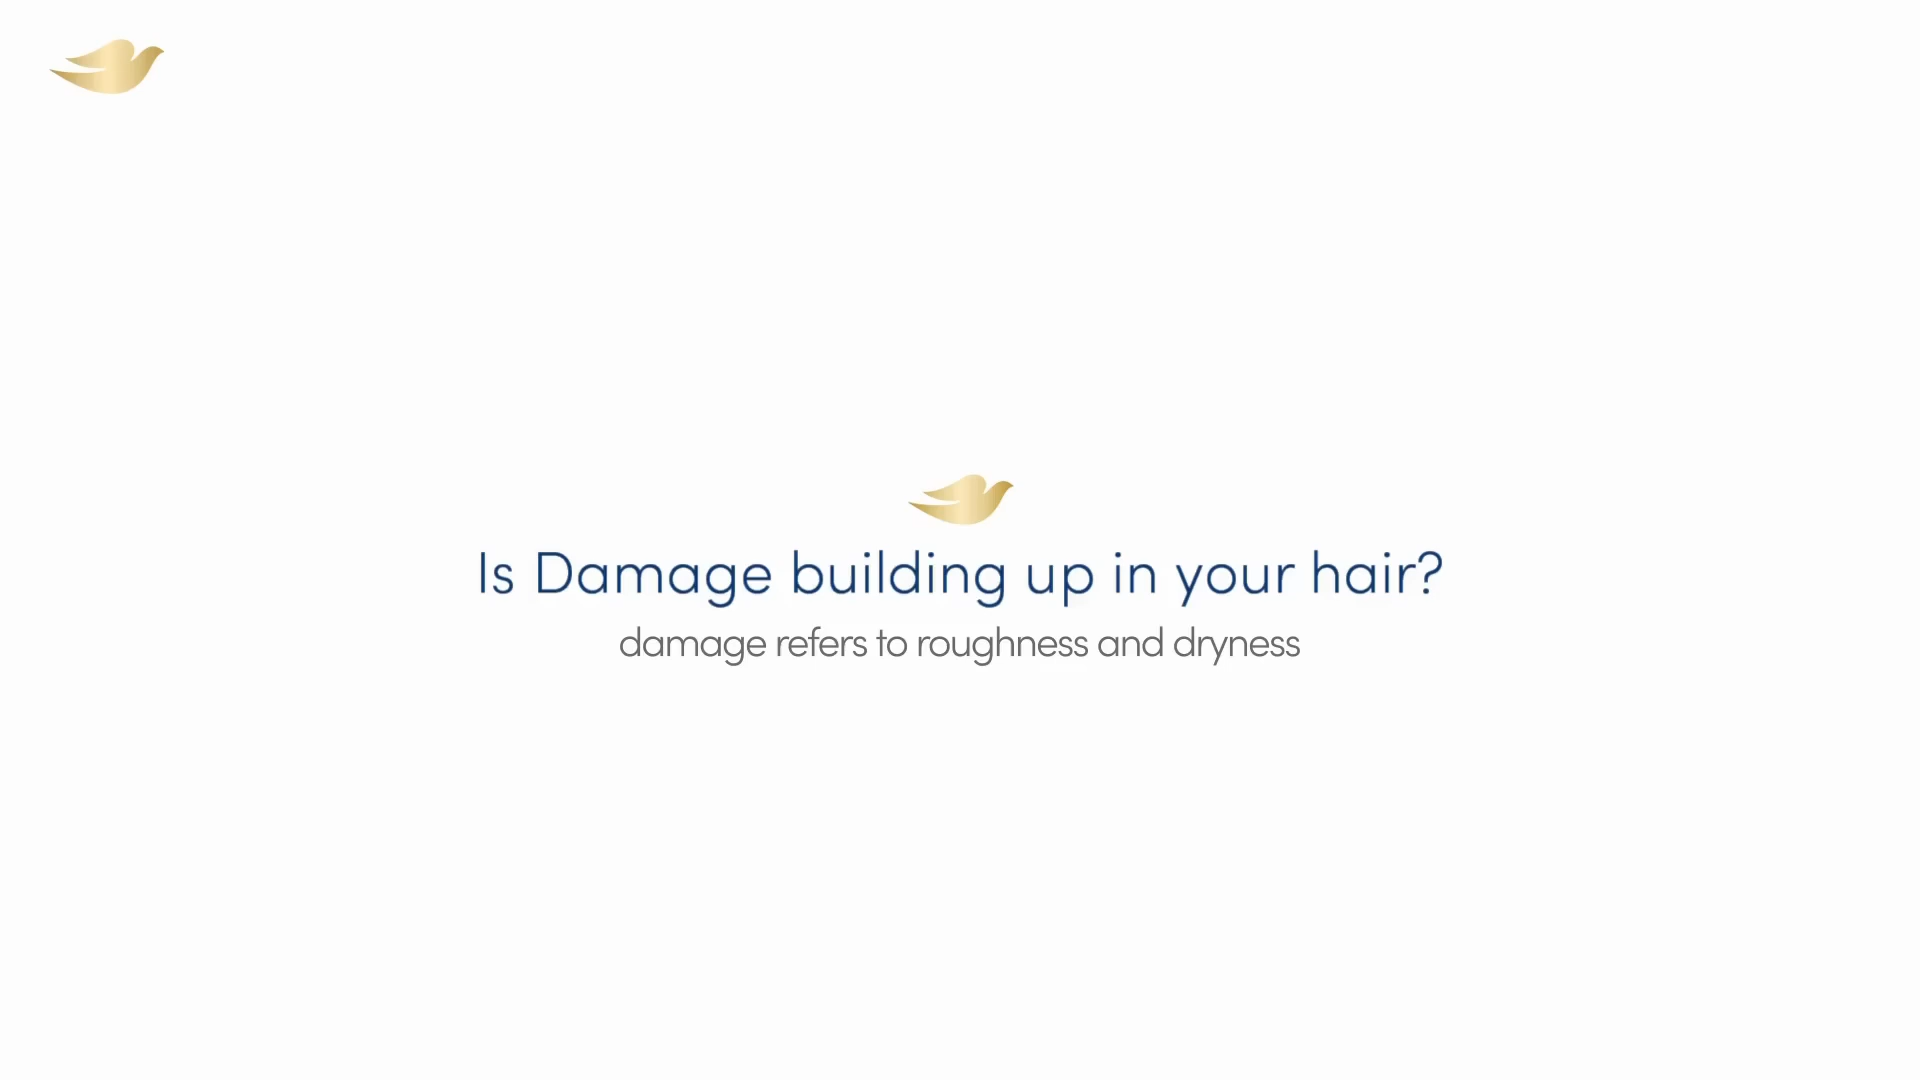 Is Damage building up in your hair?
damage refers to roughness and dryness